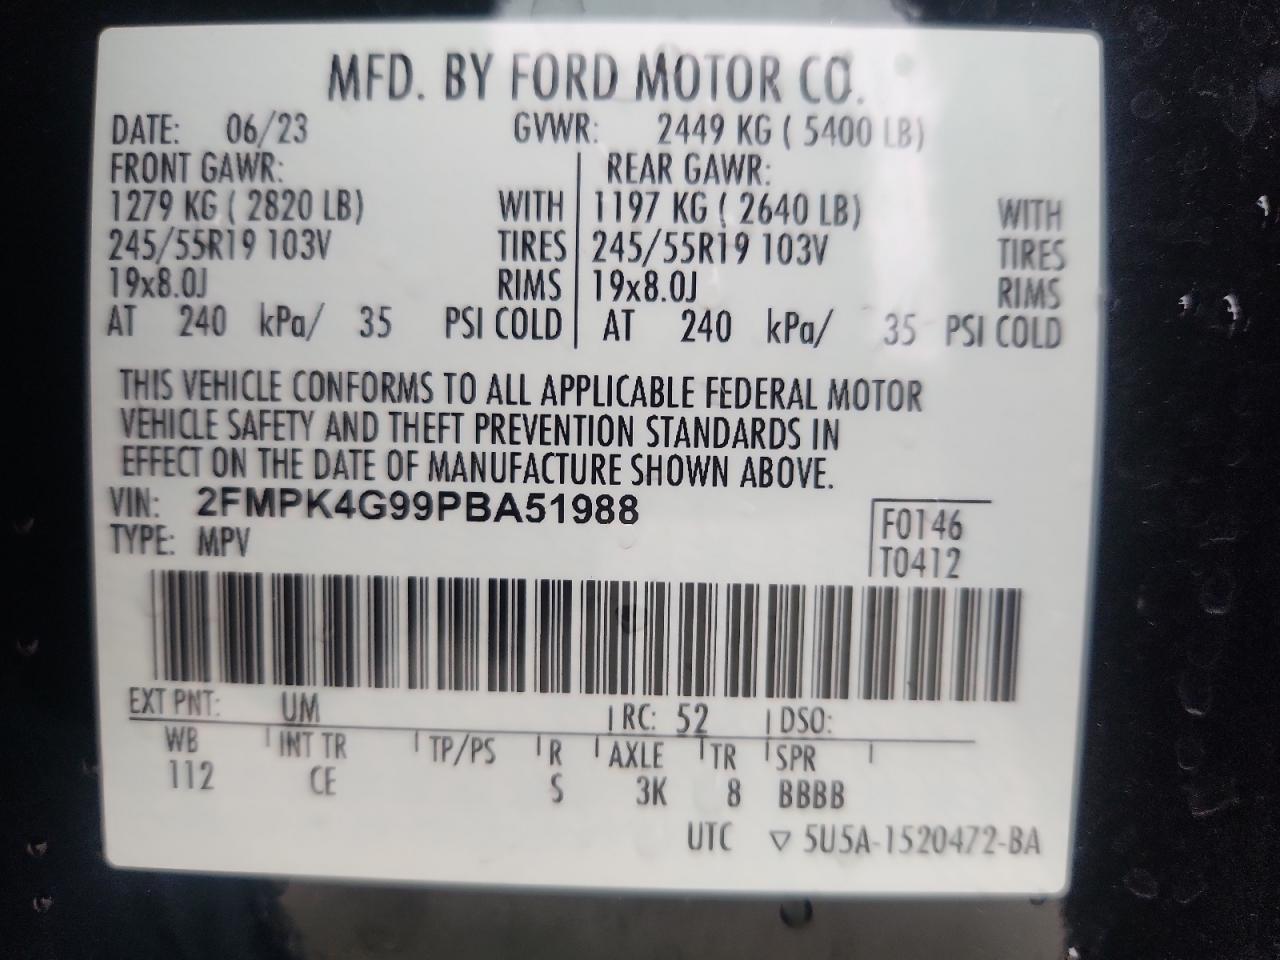 MFD. BY FORD MOTOR CO.
DATE: 06/23 GVWR: 2449 KG ( 5400 LB)
FRONT GAWR: REAR GAWR:
1279 KG ( 2820 LB) WITH 1197 KG ( 2640 LB) WITH
245/55R19 103V TIRES 245/55R19 103V TIRES
19x8.0J RIMS 19x8.0J RIMS
AT 240 kPa/ 35 PSI COLD AT 240 kPa/ 35 PSI COLD
THIS VEHICLE CONFORMS TO ALL APPLICABLE FEDERAL MOTOR
VEHICLE SAFETY AND THEFT PREVENTION STANDARDS IN
EFFECT ON THE DATE OF MANUFACTURE SHOWN ABOVE.
VIN: 2FMPK4G99PBA51988
TYPE: MPV
F0146
T0412
EXT PNT: UM RC: 52 DSO:
WB INT TR TP/PS R AXLE TR SPR
112 CE S 3K 8 BBBB
UTC ▽ 5U5A-1520472-BA